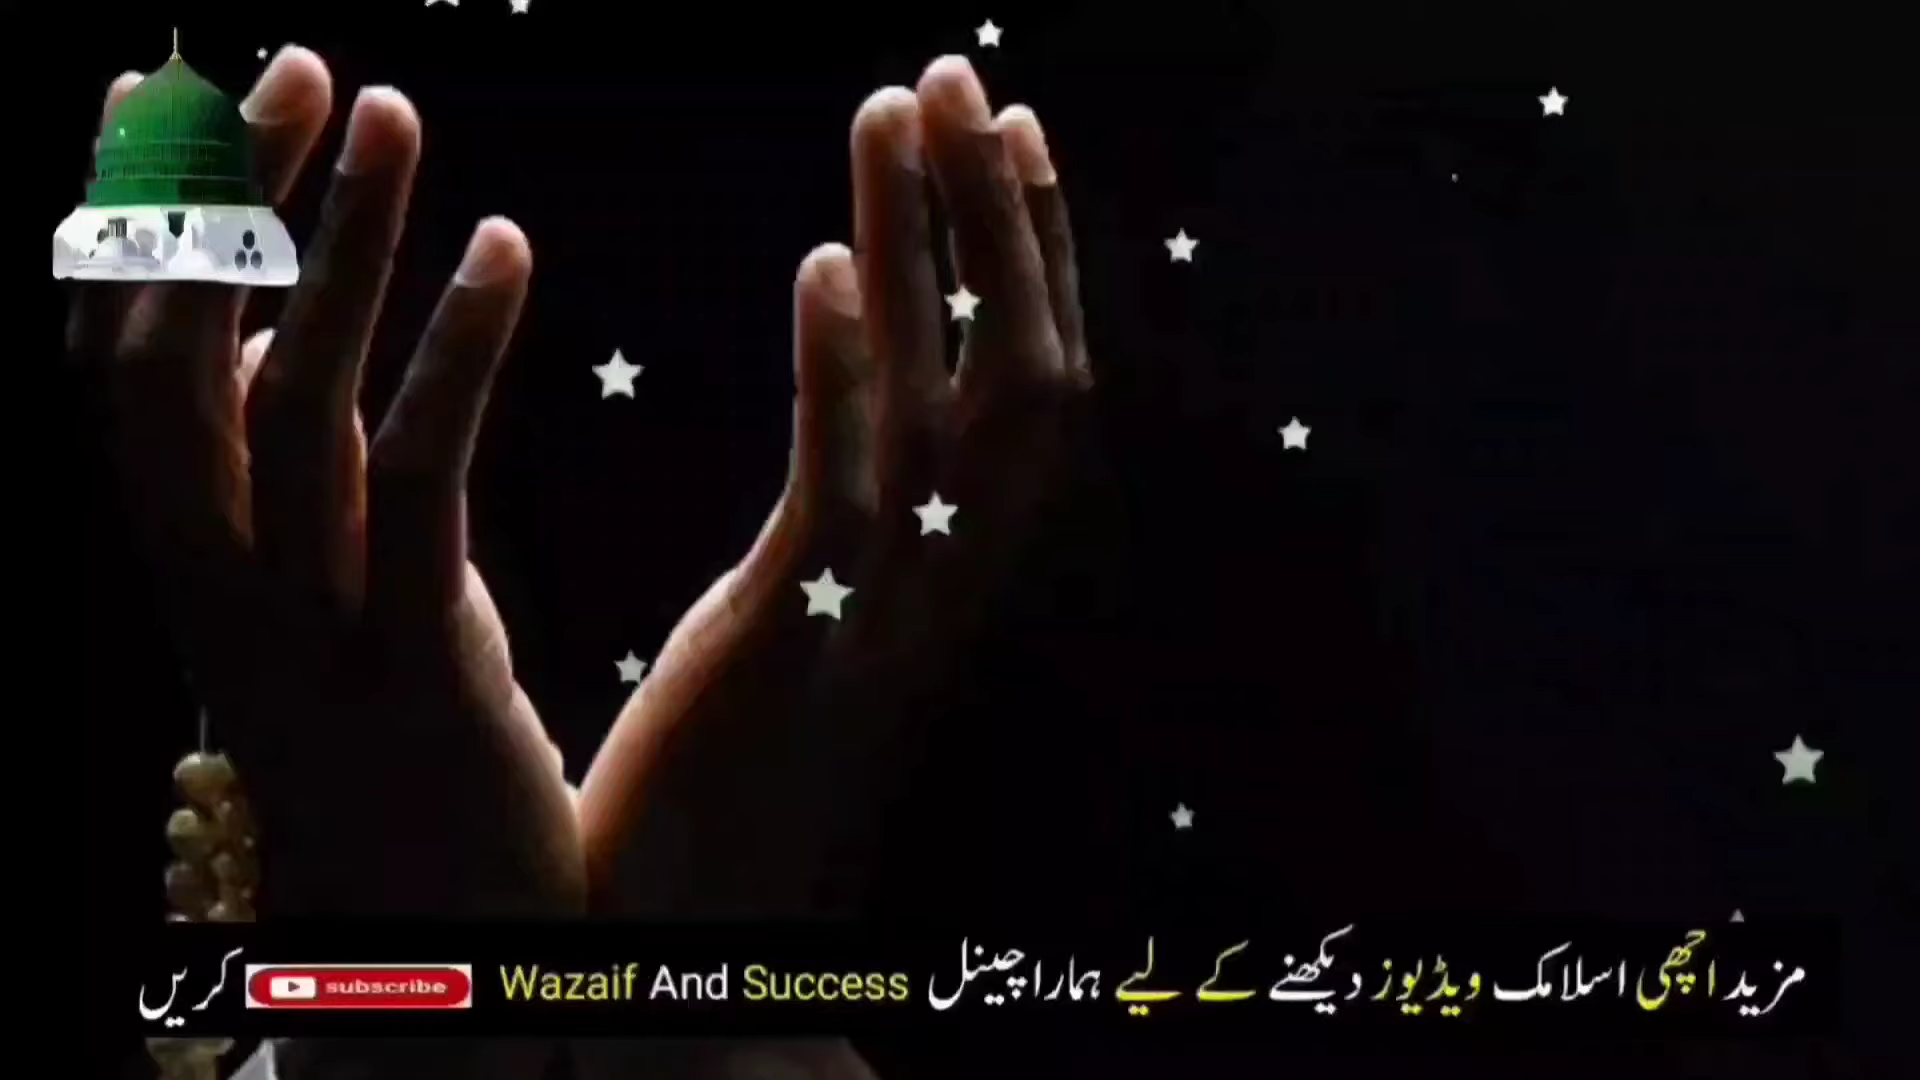 مزید اچھی اسلامک ویڈیوز دیکھنے کے لیے ہمارا چینل Wazaif And Success subscribe کریں